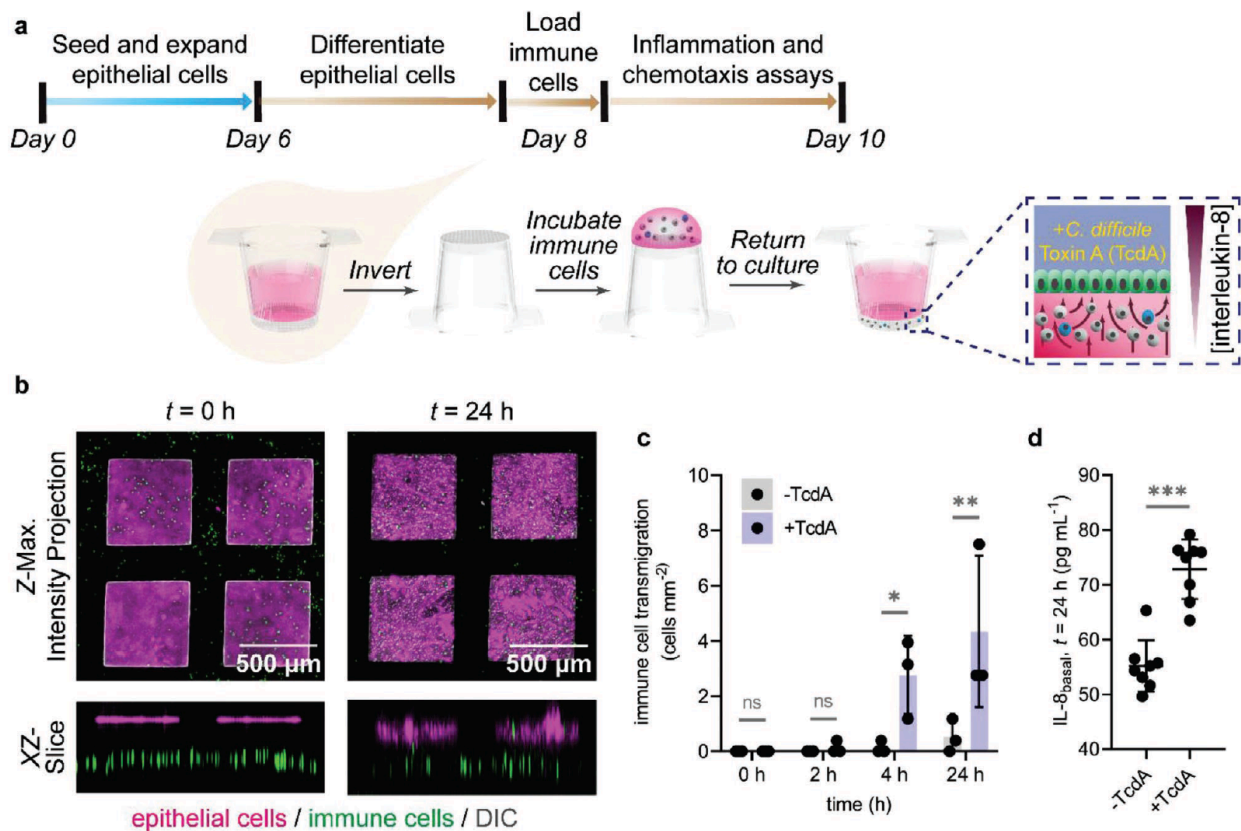 a
Seed and expand
epithelial cells
Differentiate
epithelial cells
Load
immune
cells
Inflammation and
chemotaxis assays
Day 0
Day 6
Day 8
Day 10
Invert
Incubate
immune
cells
Return
to culture
+C. difficile
Toxin A (TcdA)
[interleukin-8]
b
t = 0 h
t = 24 h
Z-Max.
Intensity Projection
500 µm
500 µm
XZ-
Slice
epithelial cells / immune cells / DIC
c
immune cell transmigration
(cells mm-2)
10
8
6
4
2
0
-TcdA
+TcdA
ns
ns
*
**
0 h
2 h
4 h
24 h
time (h)
d
IL-8basal, t = 24 h (pg mL-1)
90
80
70
60
50
40
***
-TcdA
+TcdA